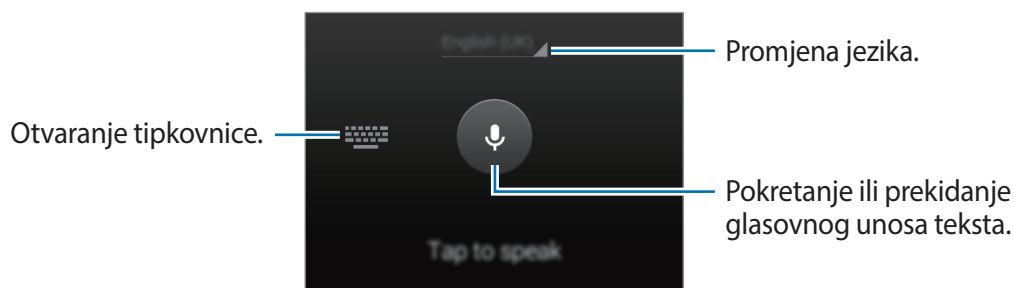 English (UK)
Promjena jezika.
Otvaranje tipkovnice.
Pokretanje ili prekidanje
glasovnog unosa teksta.
Tap to speak